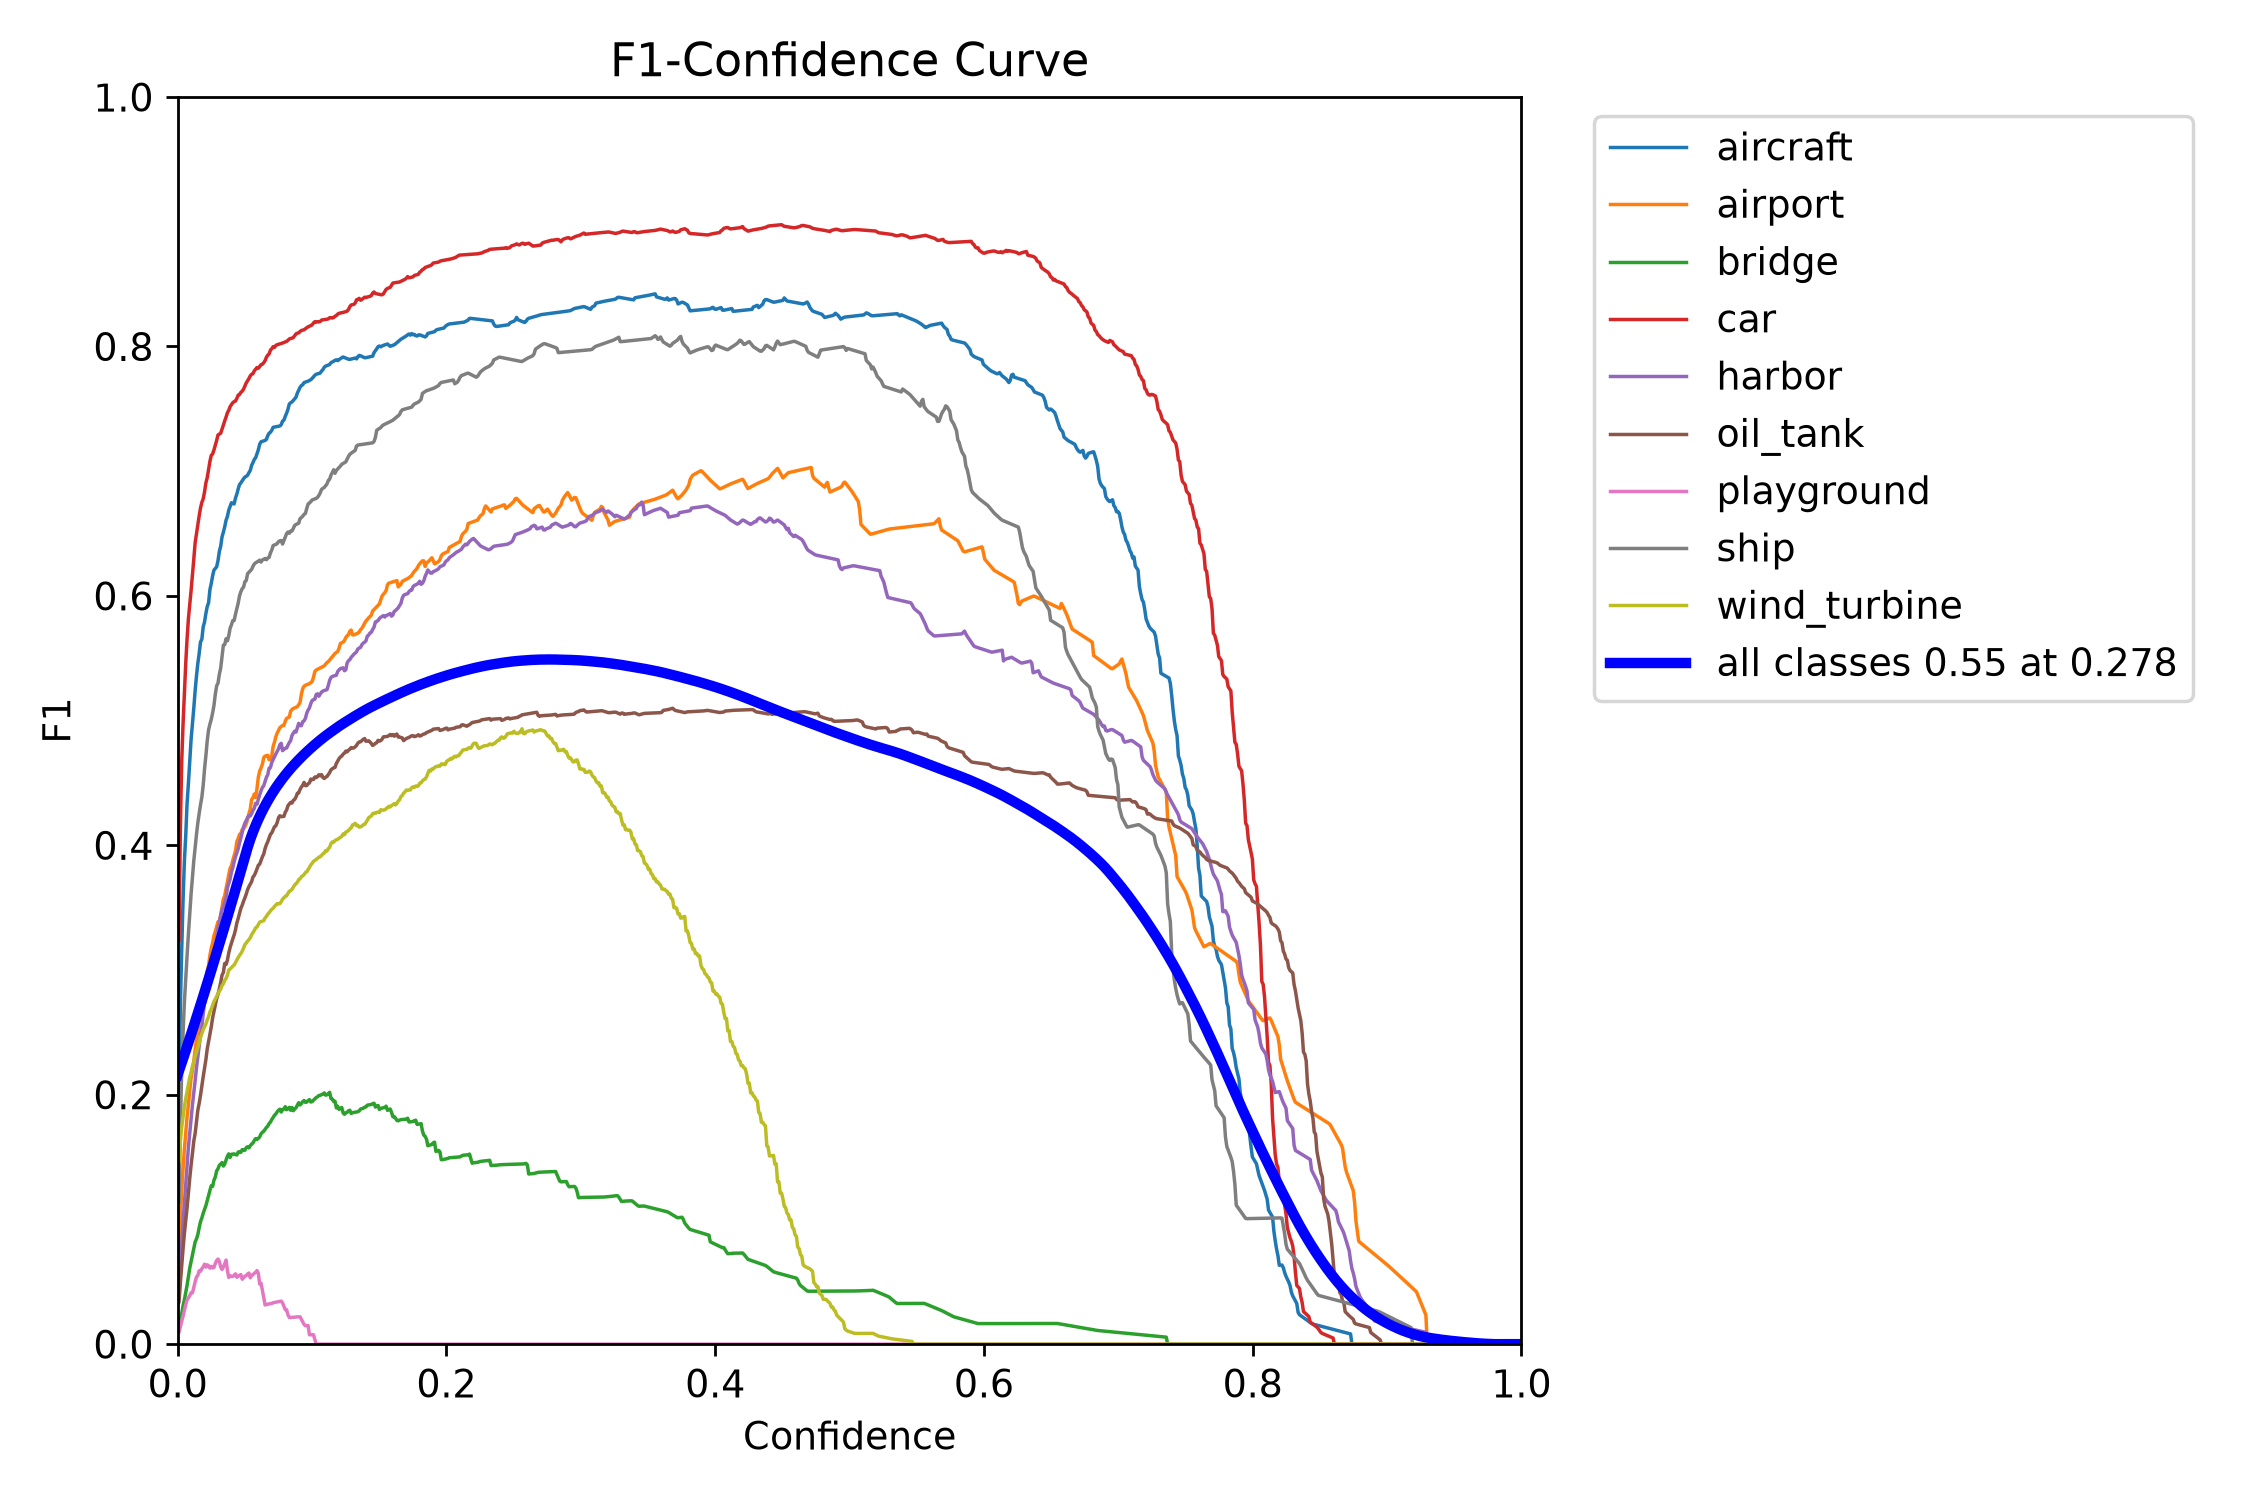 F1-Confidence Curve
1.0
0.8
0.6
0.4
0.2
0.0
F1
0.0 0.2 0.4 0.6 0.8 1.0
Confidence
aircraft
airport
bridge
car
harbor
oil_tank
playground
ship
wind_turbine
all classes 0.55 at 0.278